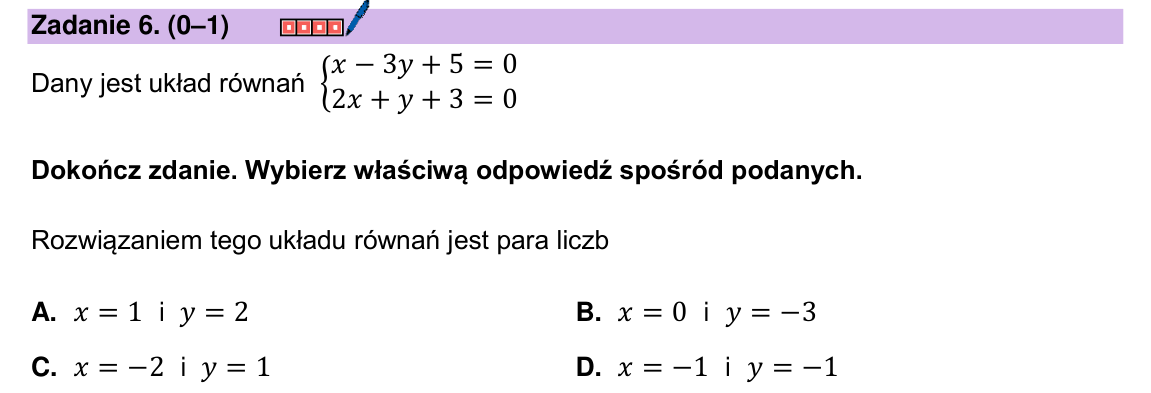 Zadanie 6. (0–1)
Dany jest układ równań {x − 3y + 5 = 0
2x + y + 3 = 0
Dokończ zdanie. Wybierz właściwą odpowiedź spośród podanych.
Rozwiązaniem tego układu równań jest para liczb
A. x = 1 i y = 2 B. x = 0 i y = −3
C. x = −2 i y = 1 D. x = −1 i y = −1